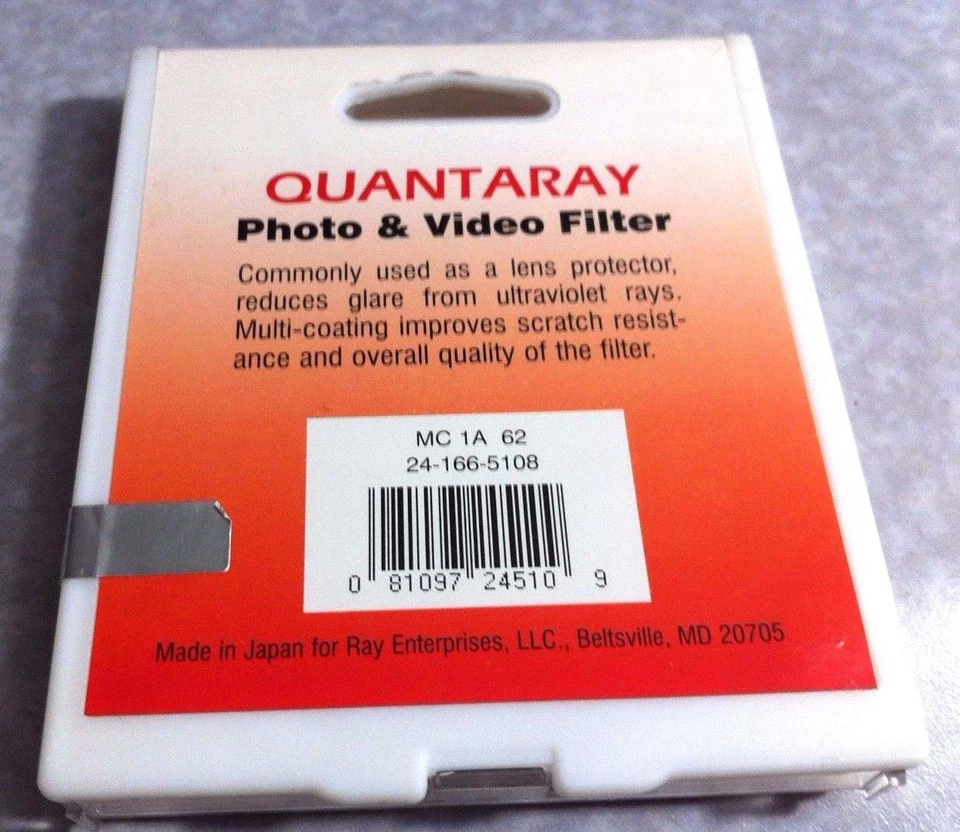 QUANTARAY
Photo & Video Filter
Commonly used as a lens protector,
reduces glare from ultraviolet rays.
Multi-coating improves scratch resist-
ance and overall quality of the filter.
MC 1A 62
24-166-5108
0 81097 24510 9
Made in Japan for Ray Enterprises, LLC., Beltsville, MD 20705